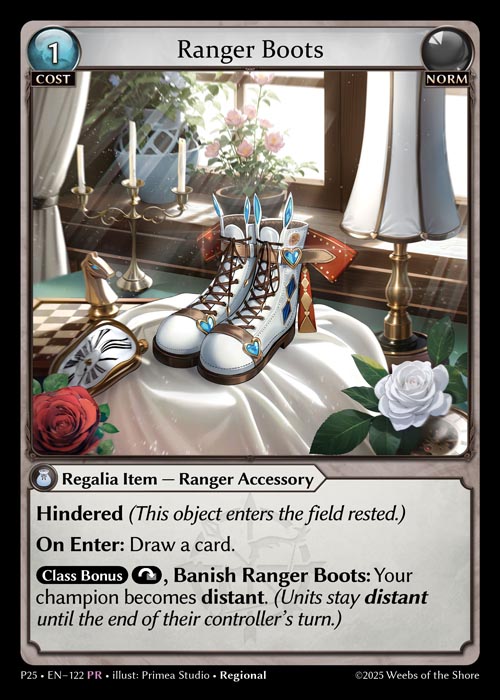 1
Ranger Boots
COST
NORM
Regalia Item — Ranger Accessory
Hindered (This object enters the field rested.)
On Enter: Draw a card.
Class Bonus , Banish Ranger Boots: Your
champion becomes distant. (Units stay distant
until the end of their controller's turn.)
P25 • EN–122 PR • illust: Primea Studio • Regional
©2025 Weebs of the Shore